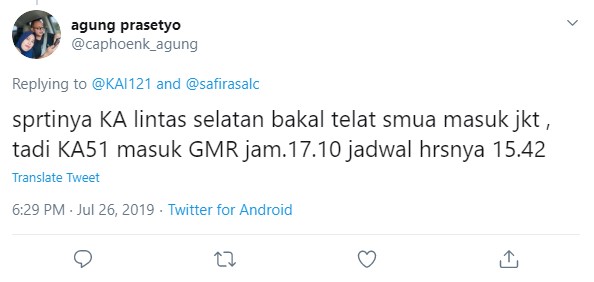 agung prasetyo
@caphoenk_agung
Replying to @KAI121 and @safirasalc
sprtinya KA lintas selatan bakal telat smua masuk jkt ,
tadi KA51 masuk GMR jam.17.10 jadwal hrsnya 15.42
Translate Tweet
6:29 PM · Jul 26, 2019 · Twitter for Android